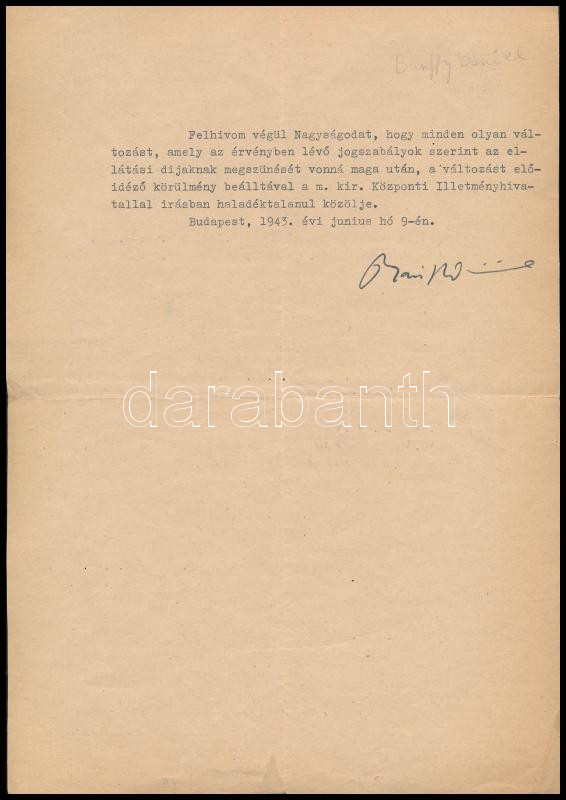 Bánffy Dániel
Felhivom végül Nagyságodat, hogy minden olyan vál-
tozást, amely az érvényben lévő jogszabályok szerint az el-
látási dijaknak megszünését vonná maga után, a változást elő-
idéző körülmény beálltával a m. kir. Központi Illetményhiva-
tallal irásban haladéktalanul közölje.
Budapest, 1943. évi junius hó 9-én.
darabanth